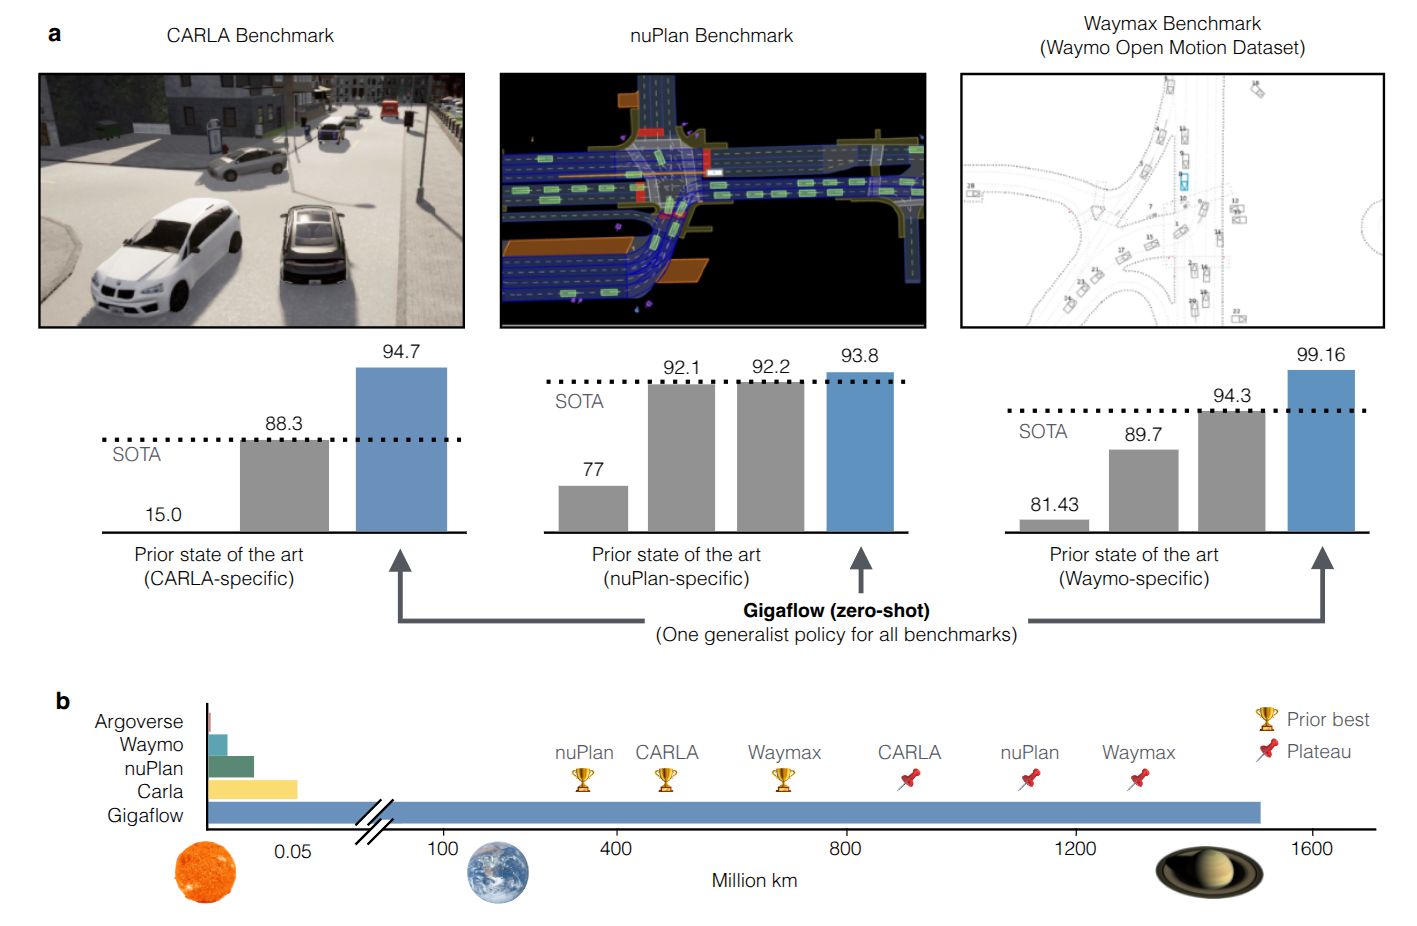 a
CARLA Benchmark
nuPlan Benchmark
Waymax Benchmark
(Waymo Open Motion Dataset)
94.7
88.3
SOTA
15.0
Prior state of the art
(CARLA-specific)
93.8
92.2
92.1
SOTA
77
Prior state of the art
(nuPlan-specific)
99.16
94.3
SOTA
89.7
81.43
Prior state of the art
(Waymo-specific)
Gigaflow (zero-shot)
(One generalist policy for all benchmarks)
b
Argoverse
Waymo
nuPlan
Carla
Gigaflow
nuPlan CARLA Waymax CARLA nuPlan Waymax
Prior best
Plateau
0.05 100 400 800 1200 1600
Million km